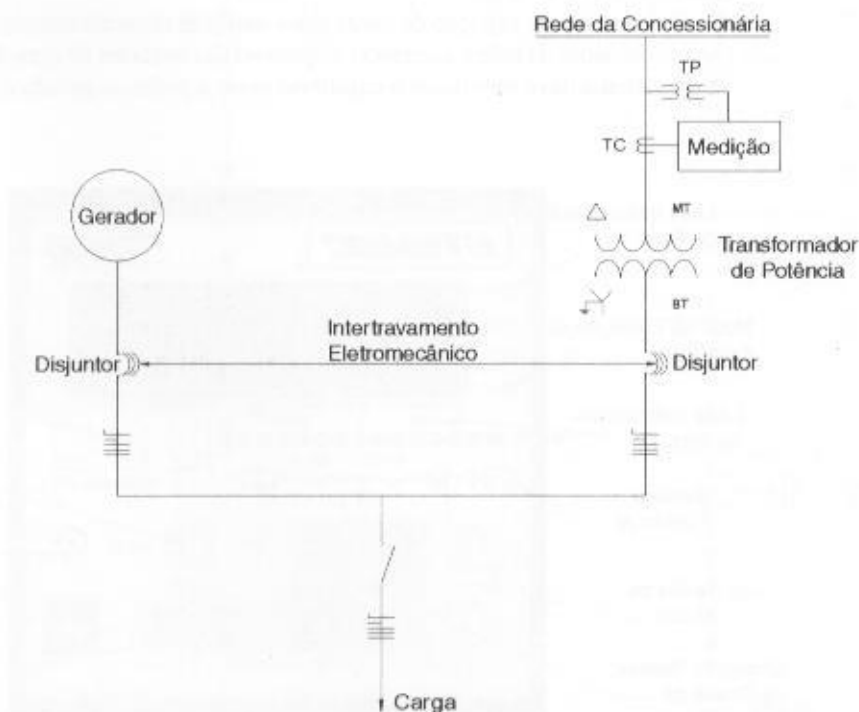 Rede da Concessionária
TP
TC
Medição
Gerador
MT
Transformador
de Potência
BT
Intertravamento
Eletromecânico
Disjuntor
Disjuntor
Carga